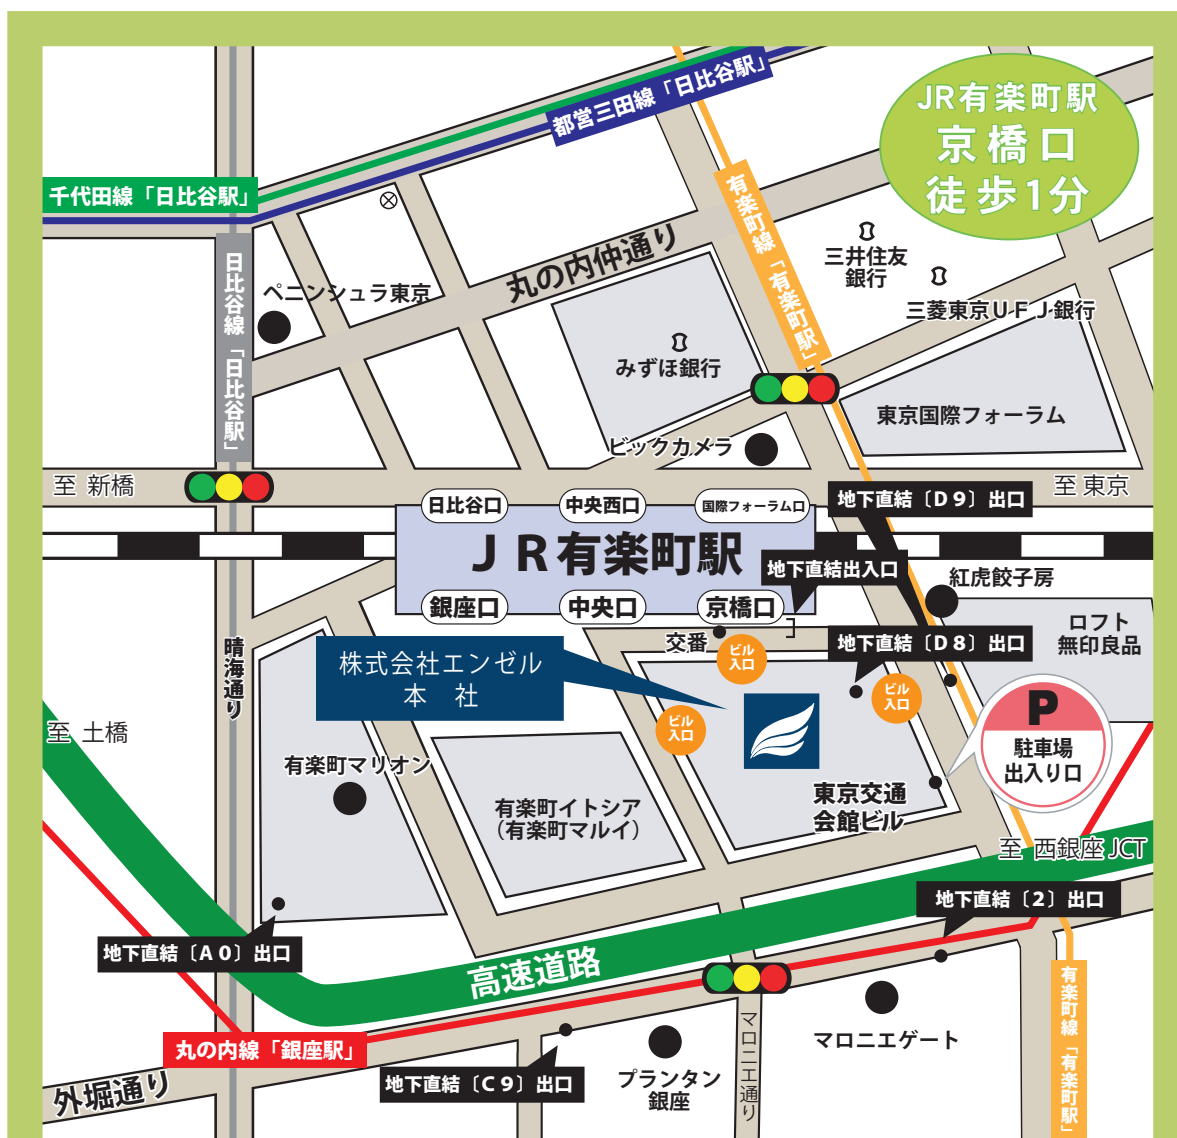 JR有楽町駅
京橋口
徒歩1分
都営三田線「日比谷駅」
千代田線「日比谷駅」
日比谷線「日比谷駅」
ペニンシュラ東京
丸の内仲通り
有楽町線「有楽町駅」
三井住友
銀行
三菱東京UFJ銀行
みずほ銀行
東京国際フォーラム
ビックカメラ
至 新橋
至 東京
地下直結〔D9〕出口
日比谷口
中央西口
国際フォーラム口
JR有楽町駅
地下直結出入口
銀座口
中央口
京橋口
紅虎餃子房
ロフト
無印良品
交番
地下直結〔D8〕出口
ビル
入口
ビル
入口
ビル
入口
株式会社エンゼル
本 社
晴海通り
至 土橋
有楽町マリオン
有楽町イトシア
（有楽町マルイ）
東京交通
会館ビル
P
駐車場
出入り口
至 西銀座JCT
地下直結〔2〕出口
地下直結〔A0〕出口
高速道路
丸の内線「銀座駅」
外堀通り
地下直結〔C9〕出口
プランタン
銀座
マロニエ通り
マロニエゲート
有楽町線「有楽町駅」